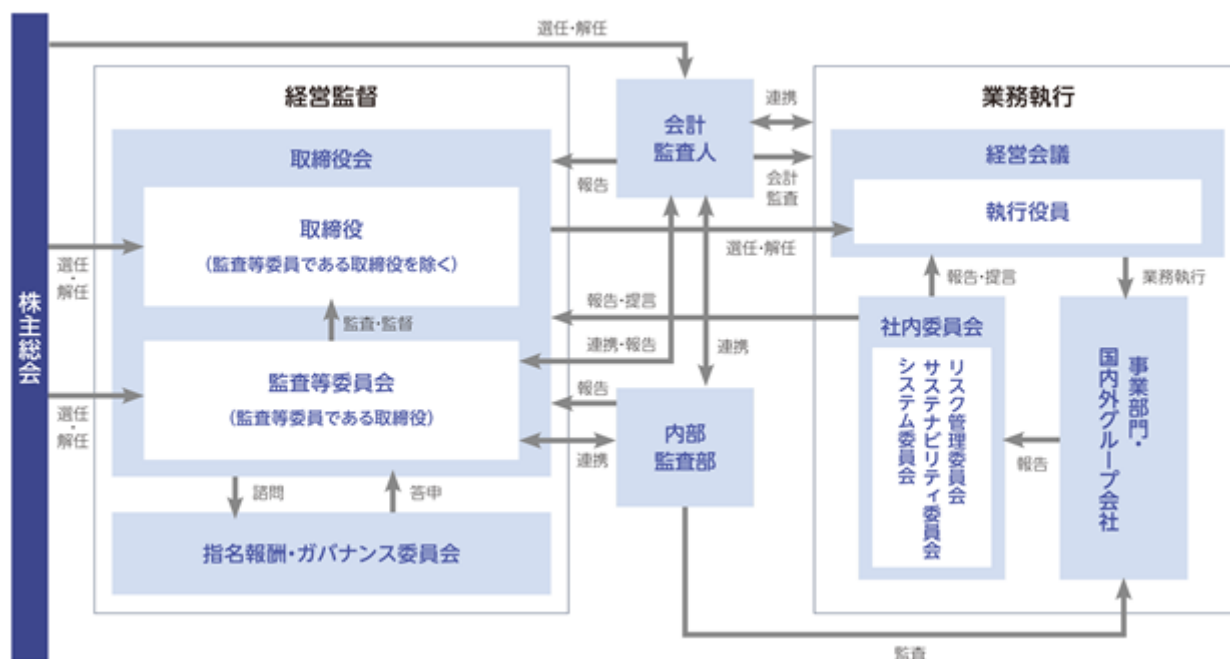 株主総会
選任・解任
経営監督
取締役会
取締役
（監査等委員である取締役を除く）
選任
・
解任
監査・監督
監査等委員会
（監査等委員である取締役）
選任
・
解任
諮問
答申
指名報酬・ガバナンス委員会
会計
監査人
報告
連携
会計
監査
選任・解任
報告・提言
連携・報告
連携
報告
連携
内部
監査部
監査
業務執行
経営会議
執行役員
報告・提言
業務執行
社内委員会
リスク管理委員会
サステナビリティ委員会
システム委員会
報告
事業部門・
国内外グループ会社